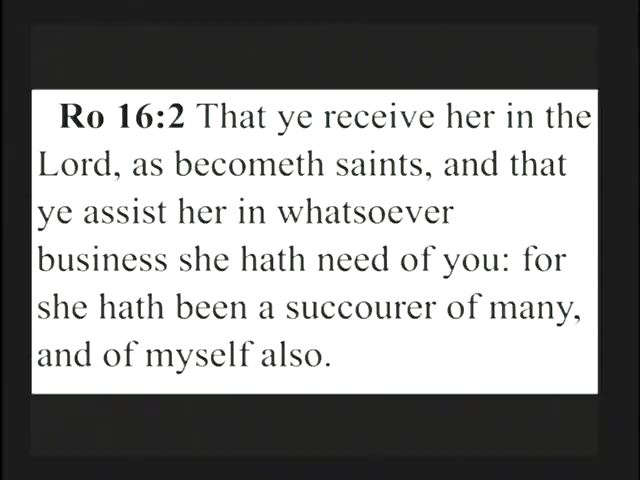 Ro 16:2 That ye receive her in the
Lord, as becometh saints, and that
ye assist her in whatsoever
business she hath need of you: for
she hath been a succourer of many,
and of myself also.